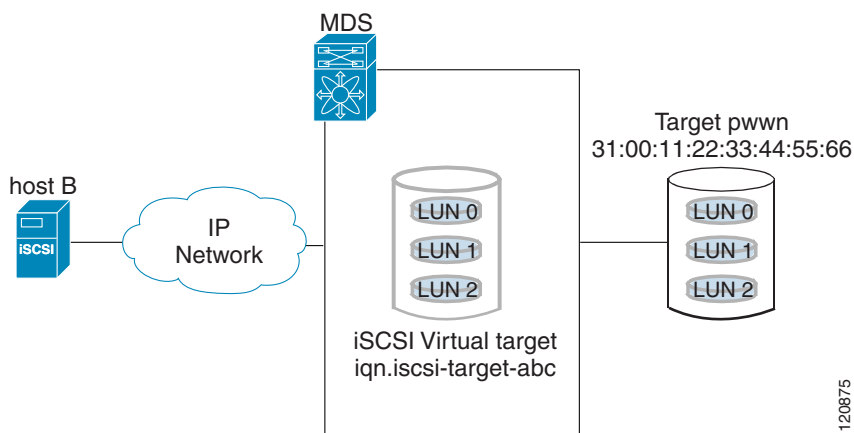 MDS
Target pwwn
31:00:11:22:33:44:55:66
host B
iSCSI
IP
Network
LUN 0
LUN 1
LUN 2
LUN 0
LUN 1
LUN 2
iSCSI Virtual target
iqn.iscsi-target-abc
120875